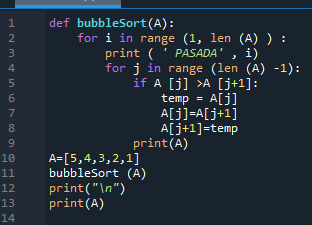 1 def bubbleSort(A):
2 for i in range (1, len (A) ) :
3 print ( ' PASADA' , i)
4 for j in range (len (A) -1):
5 if A [j] >A [j+1]:
6 temp = A[j]
7 A[j]=A[j+1]
8 A[j+1]=temp
9 print(A)
10 A=[5,4,3,2,1]
11 bubbleSort (A)
12 print("\n")
13 print(A)
14